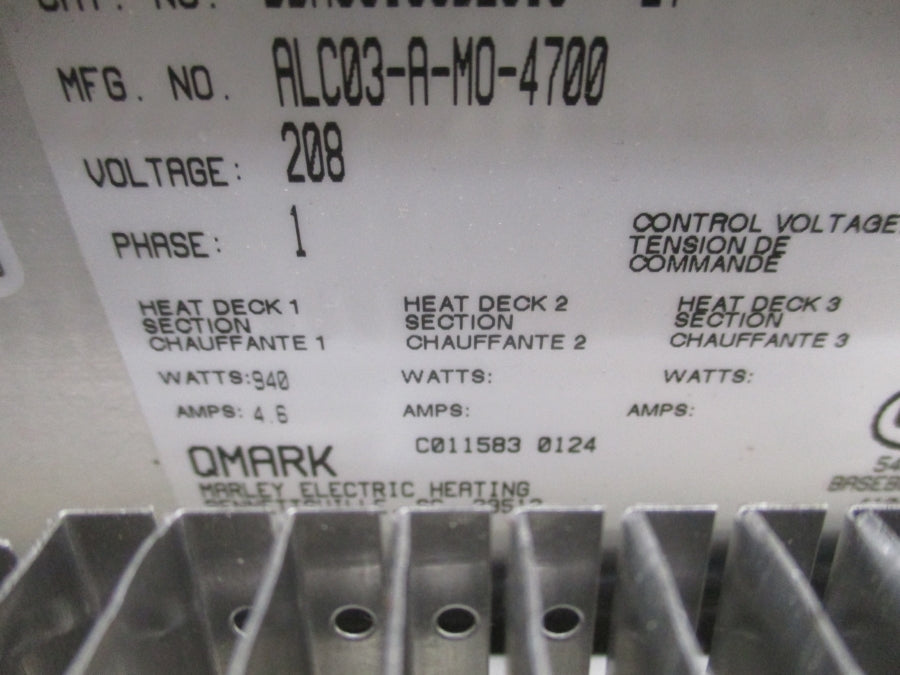 CAT. NO.
MFG. NO. ALC03-A-MO-4700
VOLTAGE: 208
PHASE: 1
CONTROL VOLTAGE
TENSION DE
COMMANDE
HEAT DECK 1 HEAT DECK 2 HEAT DECK 3
SECTION SECTION SECTION
CHAUFFANTE 1 CHAUFFANTE 2 CHAUFFANTE 3
WATTS:940 WATTS: WATTS:
AMPS: 4.6 AMPS: AMPS:
QMARK C011583 0124
MARLEY ELECTRIC HEATING